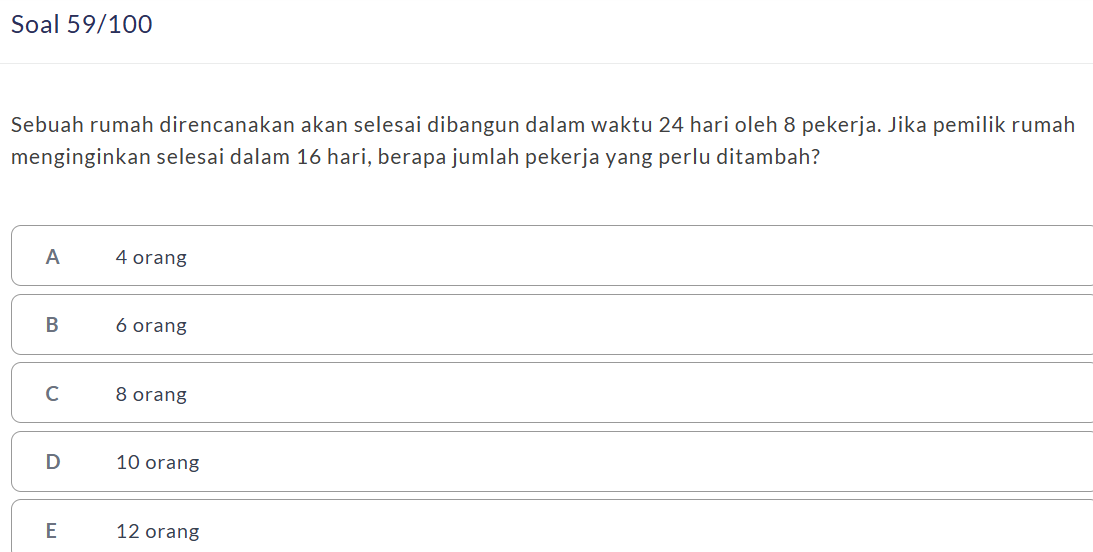 Soal 59/100
Sebuah rumah direncanakan akan selesai dibangun dalam waktu 24 hari oleh 8 pekerja. Jika pemilik rumah
menginginkan selesai dalam 16 hari, berapa jumlah pekerja yang perlu ditambah?
A 4 orang
B 6 orang
C 8 orang
D 10 orang
E 12 orang